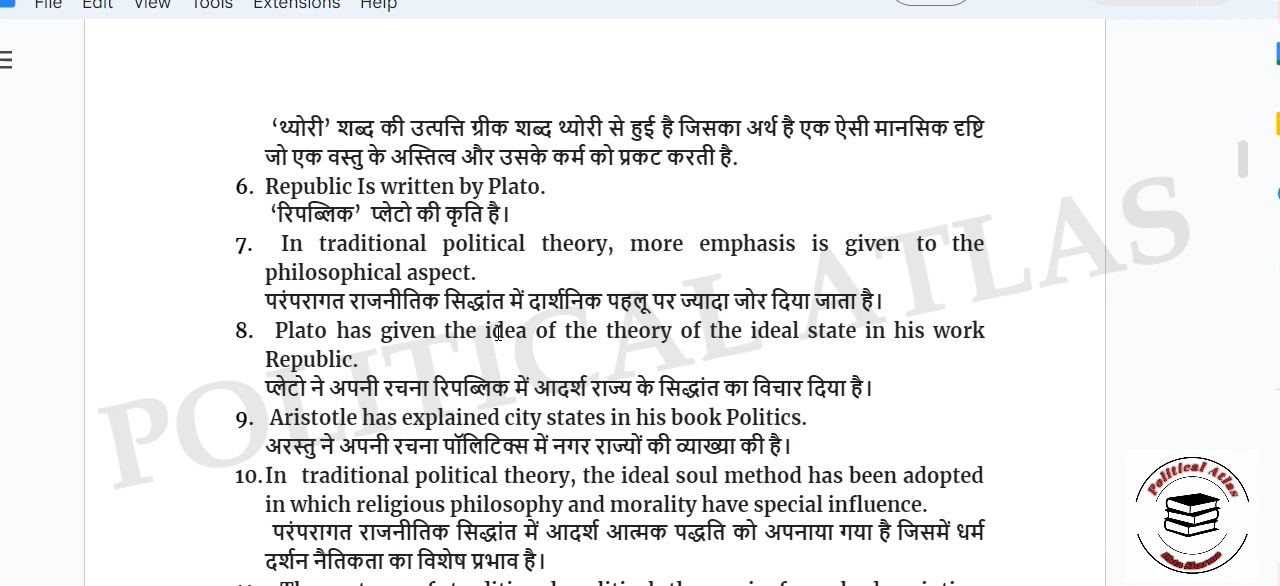 File Edit View Tools Extensions Help
‘थ्योरी’ शब्द की उत्पत्ति ग्रीक शब्द थ्योरी से हुई है जिसका अर्थ है एक ऐसी मानसिक दृष्टि
जो एक वस्तु के अस्तित्व और उसके कर्म को प्रकट करती है.
6. Republic Is written by Plato.
‘रिपब्लिक’ प्लेटो की कृति है।
7. In traditional political theory, more emphasis is given to the
philosophical aspect.
परंपरागत राजनीतिक सिद्धांत में दार्शनिक पहलू पर ज्यादा जोर दिया जाता है।
8. Plato has given the idea of the theory of the ideal state in his work
Republic.
प्लेटो ने अपनी रचना रिपब्लिक में आदर्श राज्य के सिद्धांत का विचार दिया है।
9. Aristotle has explained city states in his book Politics.
अरस्तु ने अपनी रचना पॉलिटिक्स में नगर राज्यों की व्याख्या की है।
10. In traditional political theory, the ideal soul method has been adopted
in which religious philosophy and morality have special influence.
परंपरागत राजनीतिक सिद्धांत में आदर्श आत्मक पद्धति को अपनाया गया है जिसमें धर्म
दर्शन नैतिकता का विशेष प्रभाव है।
POLITICAL ATLAS
Political Atlas